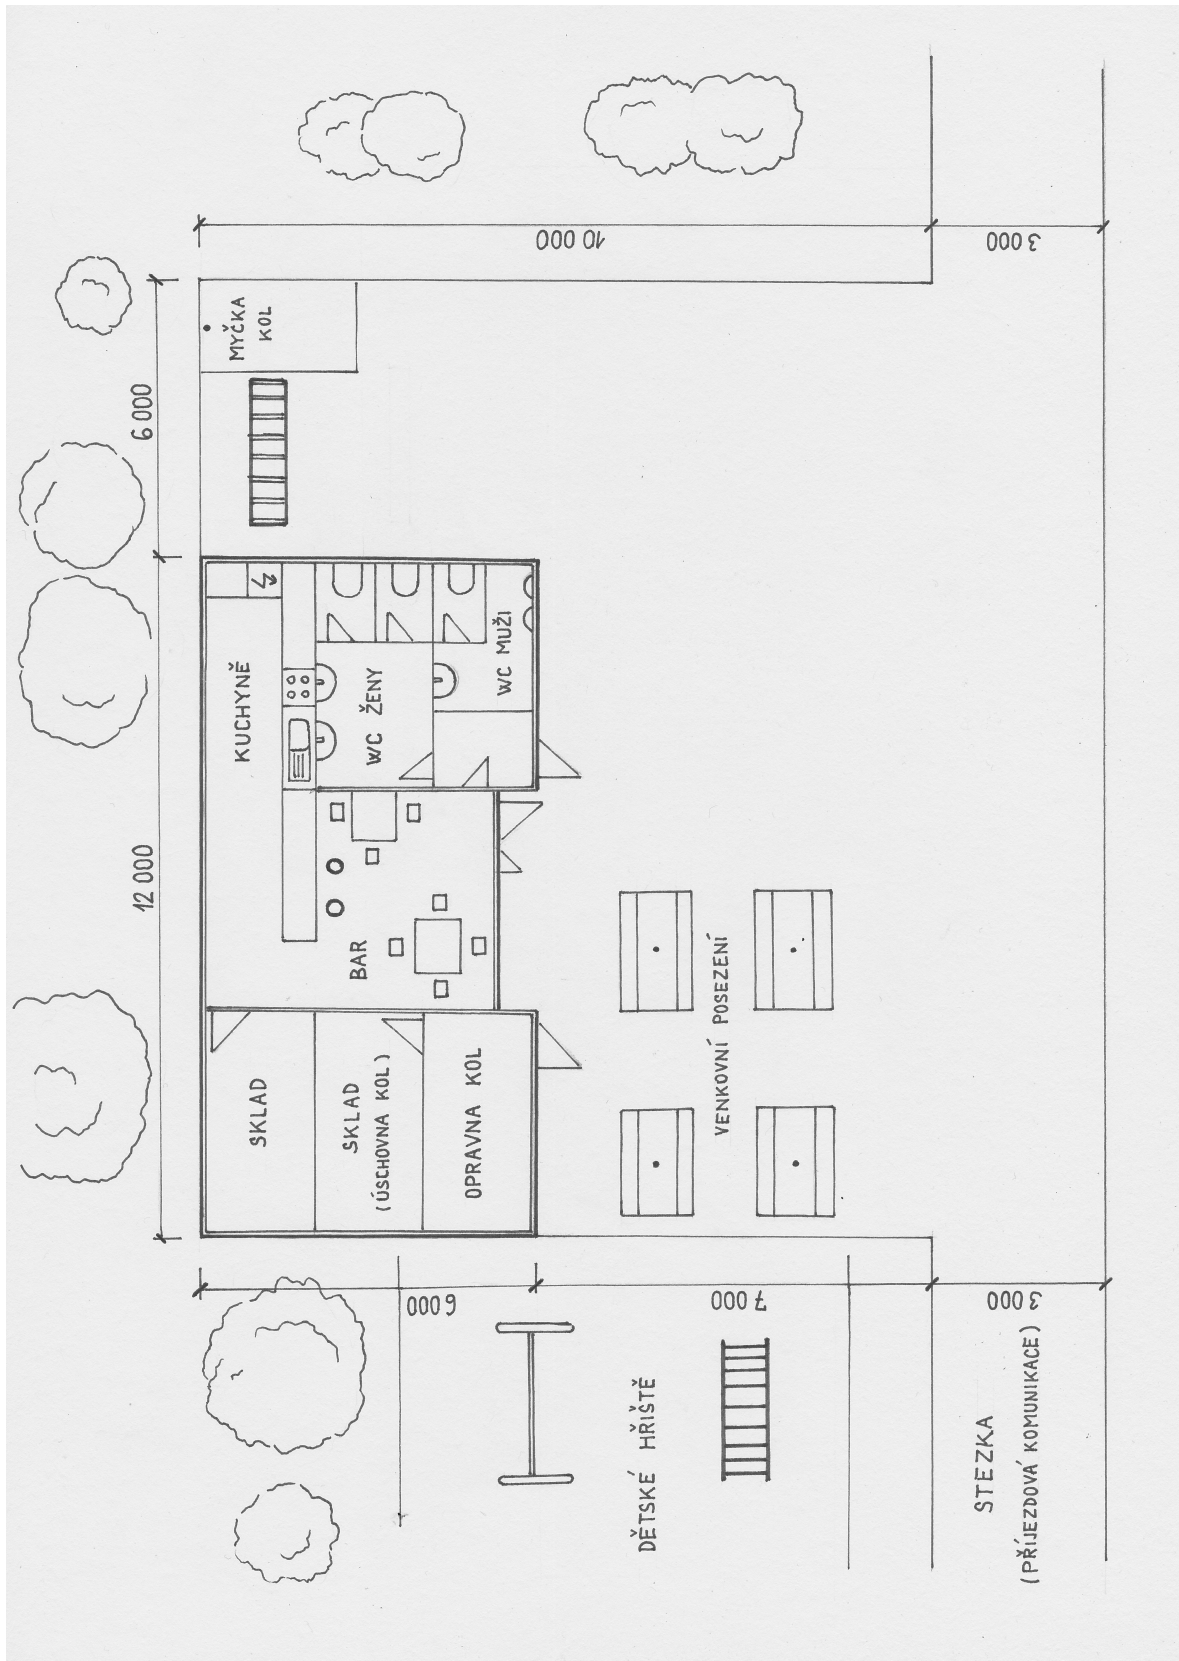 12 000
6 000
MYČKA
KOL
KUCHYNĚ
SKLAD
SKLAD
(ÚSCHOVNA KOL)
BAR
WC ŽENY
WC MUŽI
OPRAVNA KOL
6 000
10 000
VENKOVNÍ POSEZENÍ
DĚTSKÉ HŘIŠTĚ
7 000
3 000
3 000
STEZKA
(PŘÍJEZDOVÁ KOMUNIKACE)